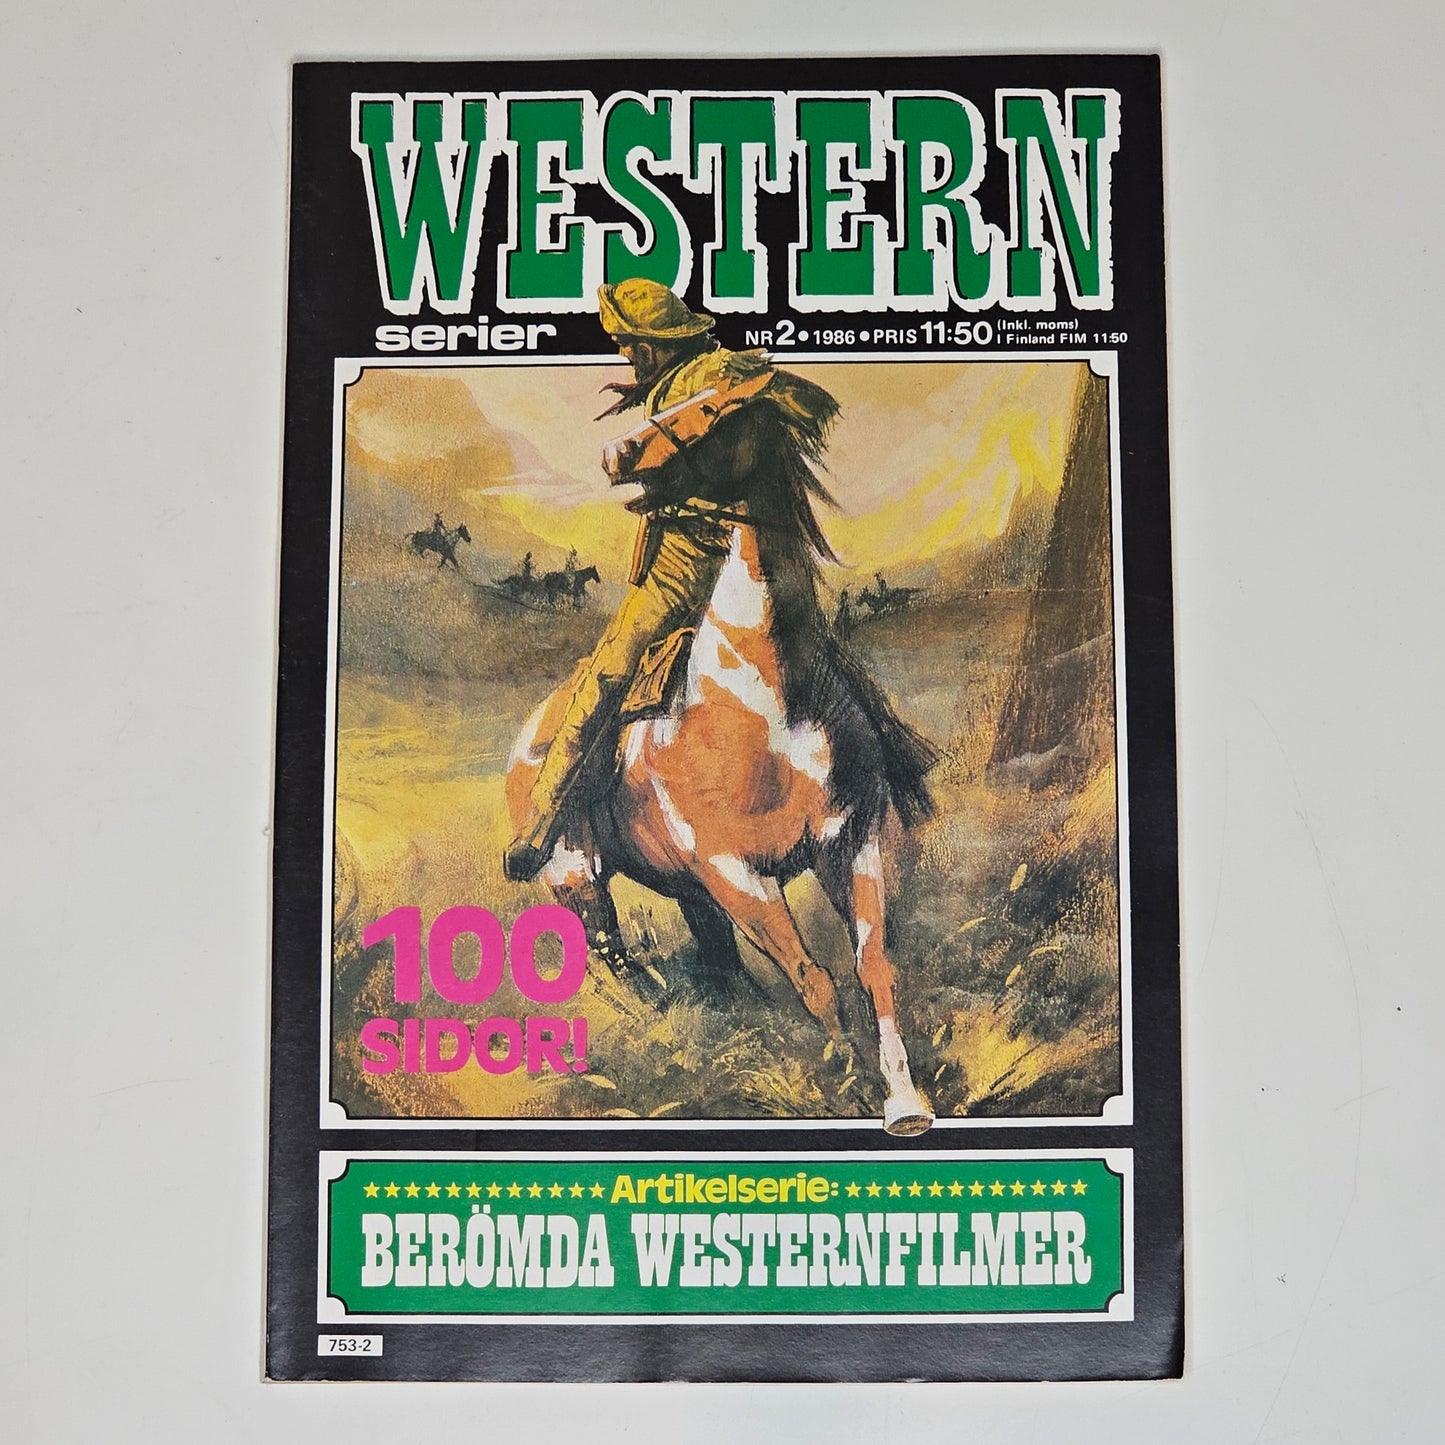 WESTERN
serier
NR 2 • 1986 • PRIS 11:50 (Inkl. moms)
I Finland FIM 11:50
100
SIDOR!
Artikelserie:
BERÖMDA WESTERNFILMER
753-2